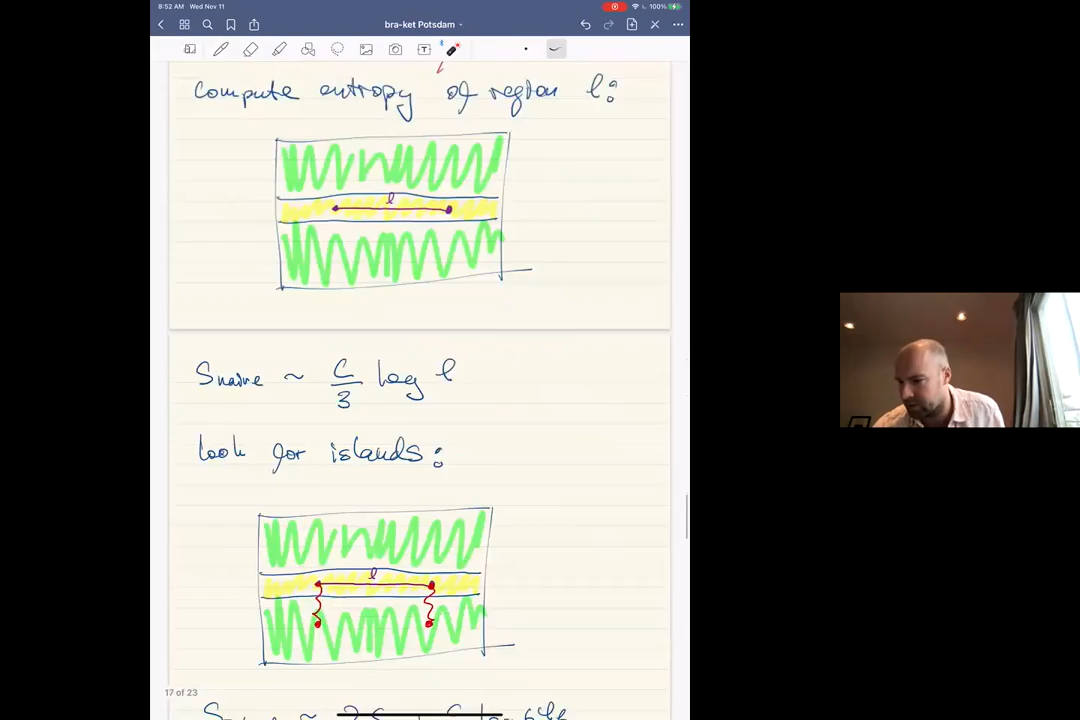 8:52 AM Wed Nov 11
100%
bra-ket Potsdam
T
Compute entropy of region l:
l
Snaive ~ C/3 log l
look for islands:
l
17 of 23